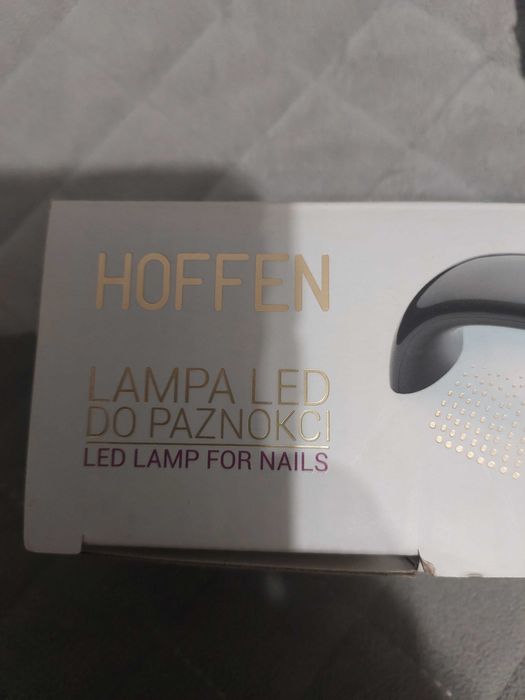 HOFFEN
LAMPA LED
DO PAZNOKCI
LED LAMP FOR NAILS